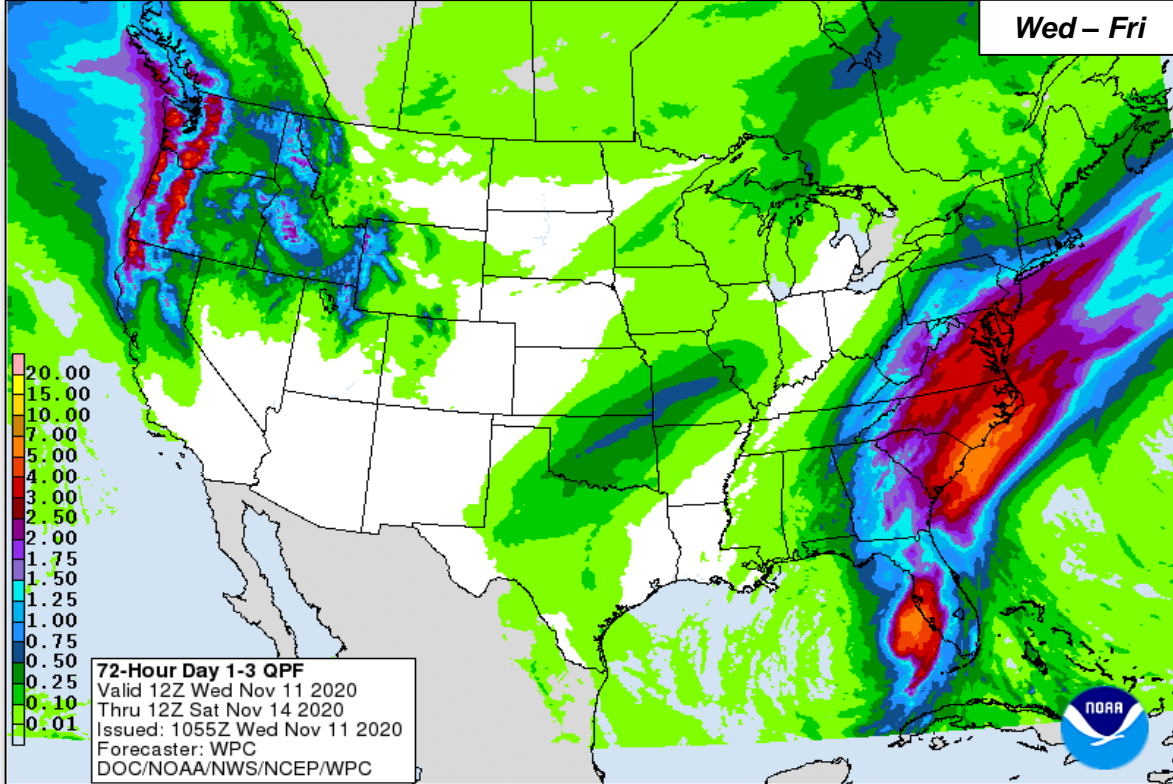 Wed – Fri
20.00
15.00
10.00
7.00
5.00
4.00
3.00
2.50
2.00
1.75
1.50
1.25
1.00
0.75
0.50
0.25
0.10
0.01
72-Hour Day 1-3 QPF
Valid 12Z Wed Nov 11 2020
Thru 12Z Sat Nov 14 2020
Issued: 1055Z Wed Nov 11 2020
Forecaster: WPC
DOC/NOAA/NWS/NCEP/WPC
NOAA